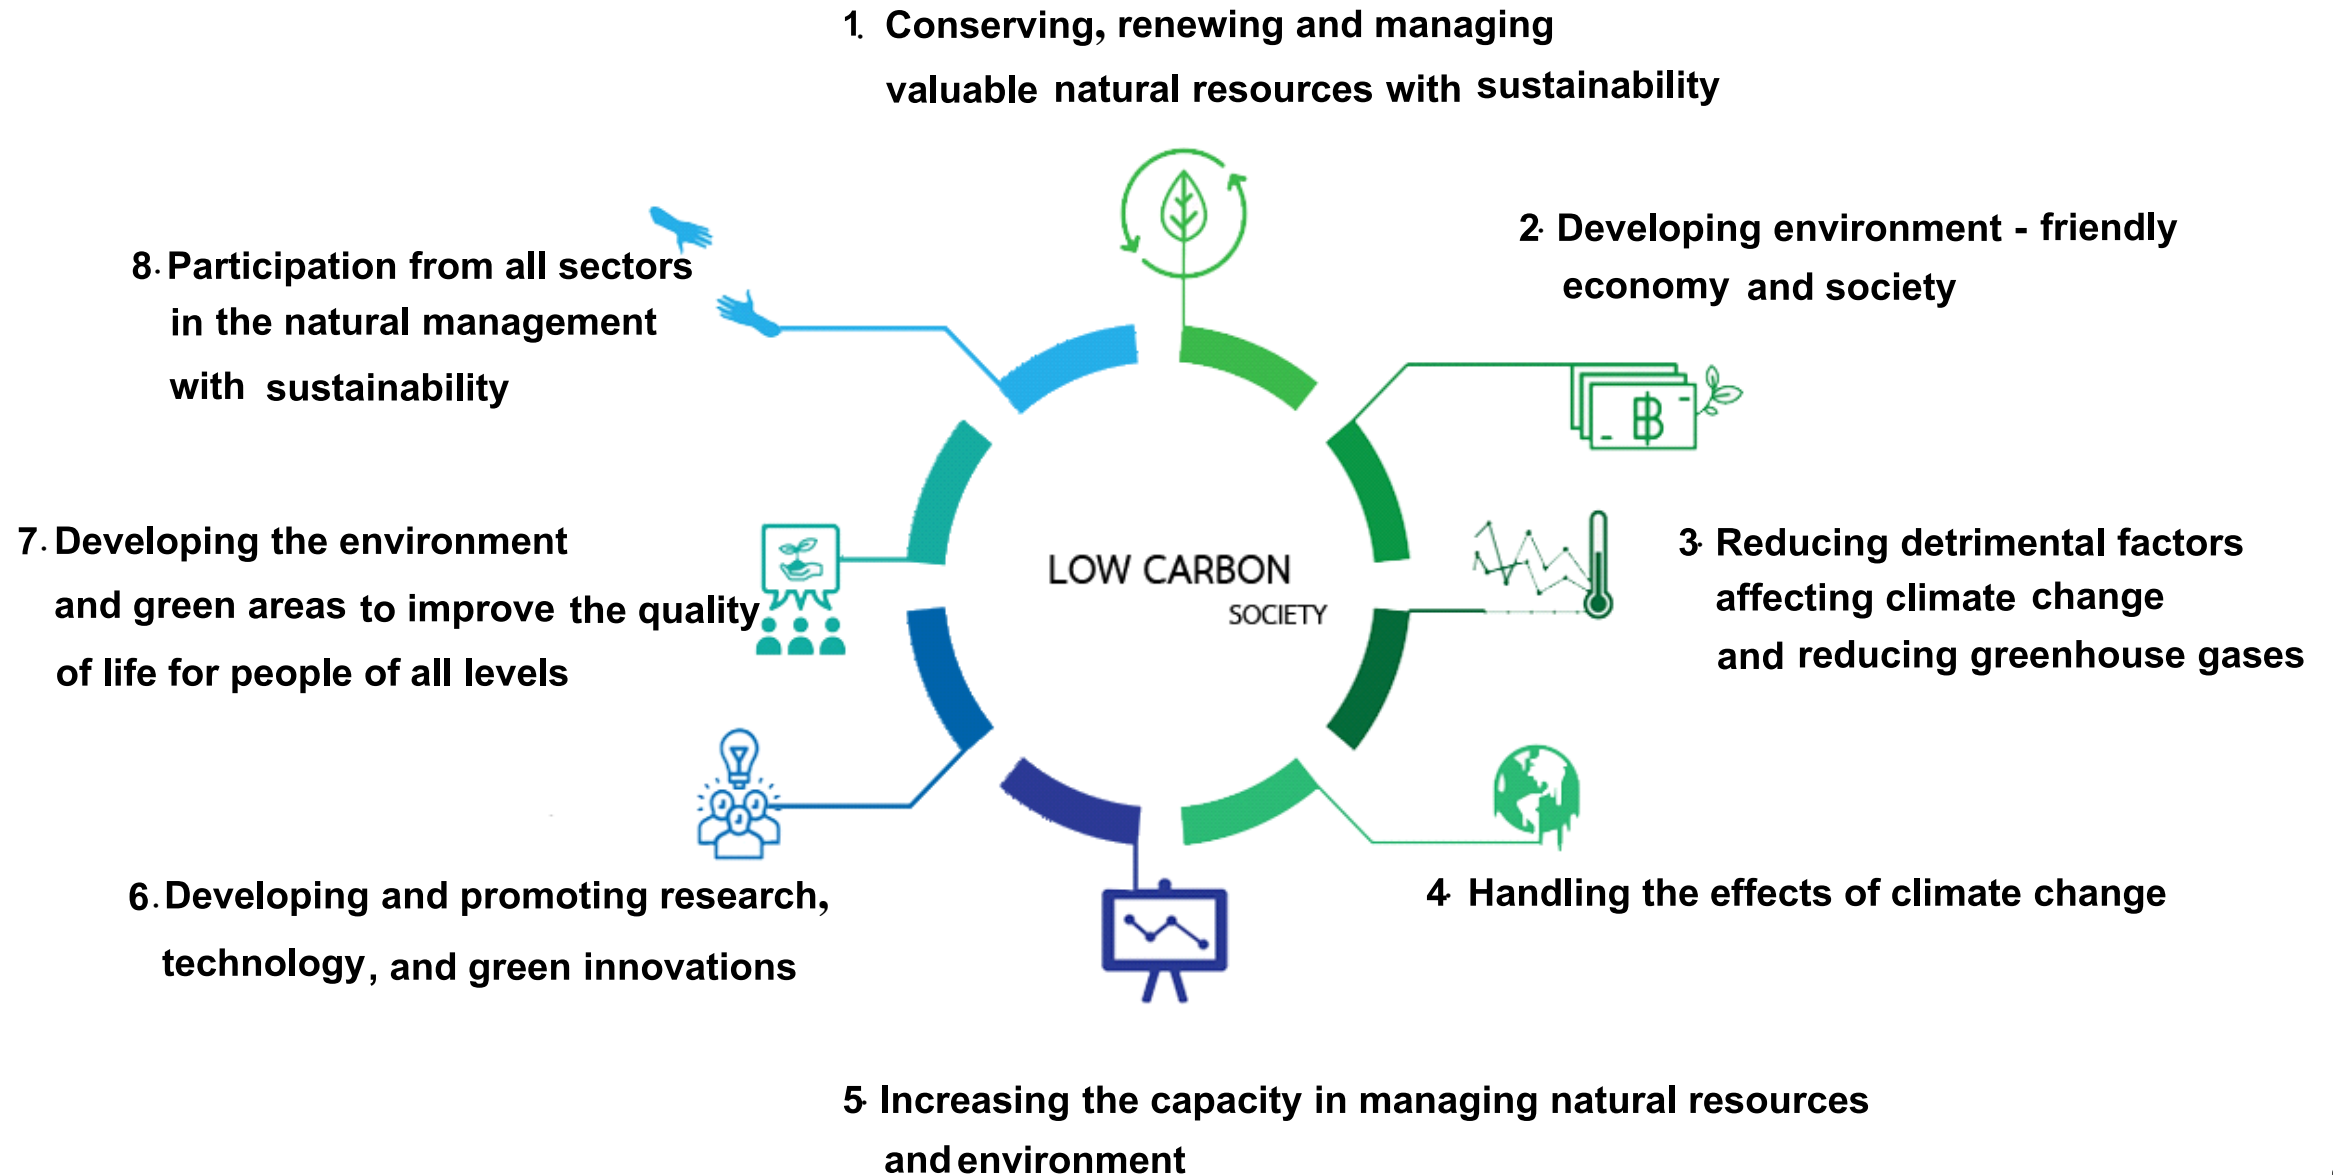 1. Conserving, renewing and managing
valuable natural resources with sustainability
2. Developing environment - friendly
economy and society
฿
3. Reducing detrimental factors
affecting climate change
and reducing greenhouse gases
4. Handling the effects of climate change
5. Increasing the capacity in managing natural resources
and environment
6. Developing and promoting research,
technology, and green innovations
7. Developing the environment
and green areas to improve the quality
of life for people of all levels
8. Participation from all sectors
in the natural management
with sustainability
LOW CARBON
SOCIETY